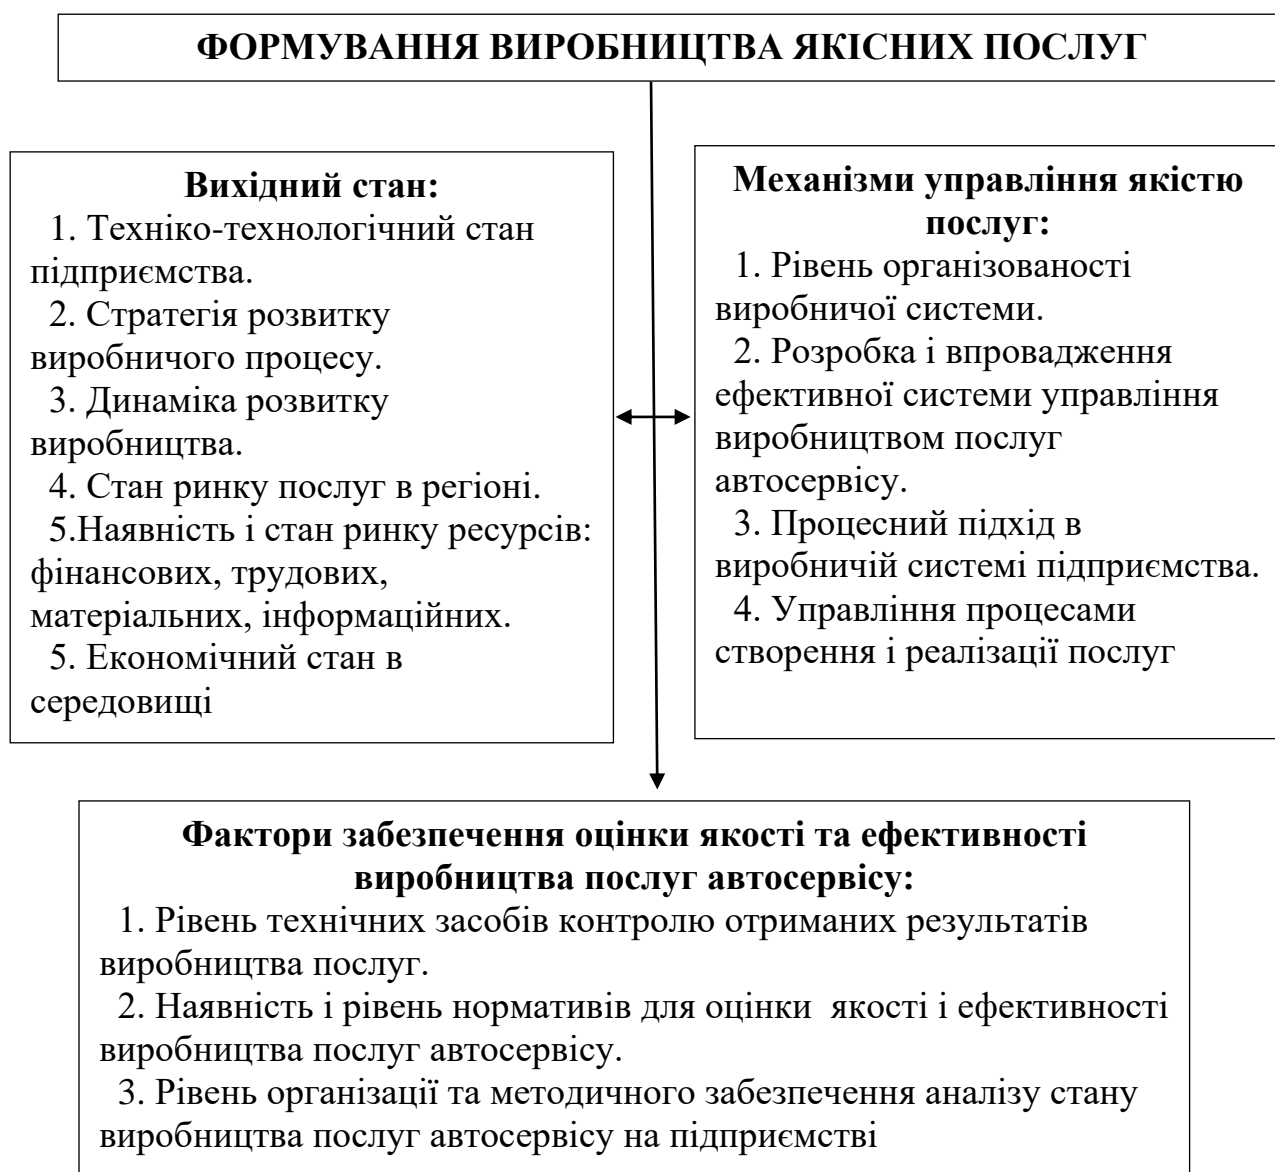 ФОРМУВАННЯ ВИРОБНИЦТВА ЯКІСНИХ ПОСЛУГ
Вихідний стан:
1. Техніко-технологічний стан
підприємства.
2. Стратегія розвитку
виробничого процесу.
3. Динаміка розвитку
виробництва.
4. Стан ринку послуг в регіоні.
5.Наявність і стан ринку ресурсів:
фінансових, трудових,
матеріальних, інформаційних.
5. Економічний стан в
середовищі
Механізми управління якістю
послуг:
1. Рівень організованості
виробничої системи.
2. Розробка і впровадження
ефективної системи управління
виробництвом послуг
автосервісу.
3. Процесний підхід в
виробничій системі підприємства.
4. Управління процесами
створення і реалізації послуг
Фактори забезпечення оцінки якості та ефективності
виробництва послуг автосервісу:
1. Рівень технічних засобів контролю отриманих результатів
виробництва послуг.
2. Наявність і рівень нормативів для оцінки  якості і ефективності
виробництва послуг автосервісу.
3. Рівень організації та методичного забезпечення аналізу стану
виробництва послуг автосервісу на підприємстві